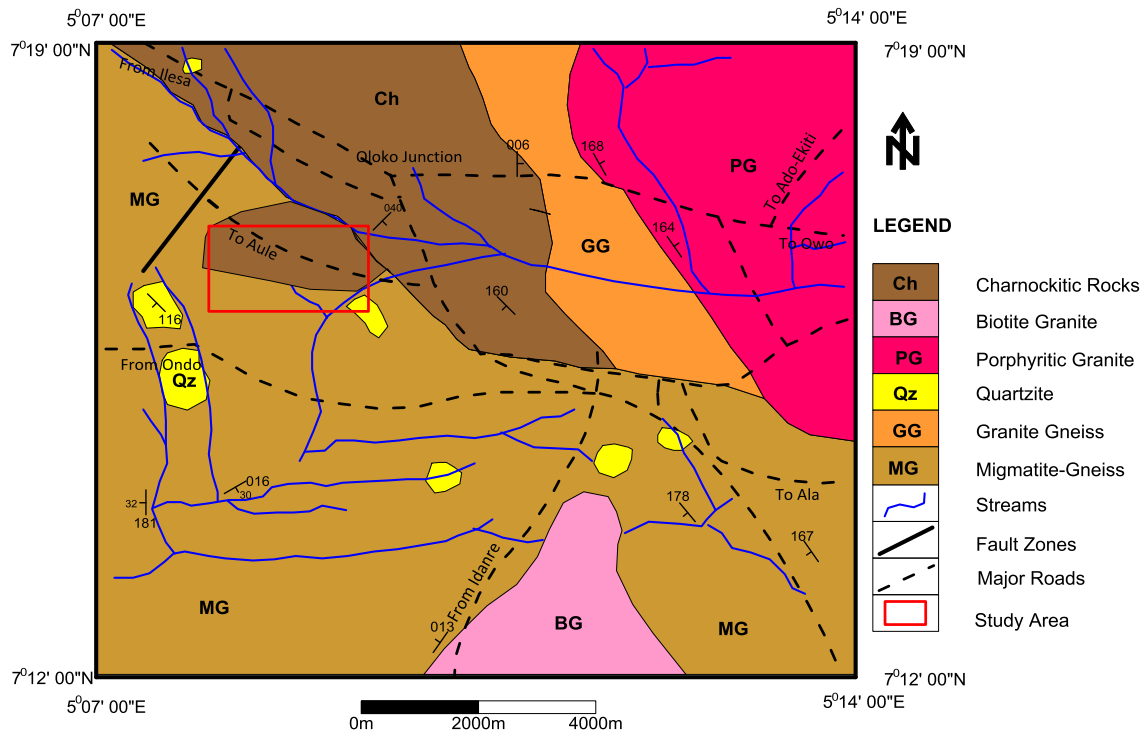 5⁰07' 00"E
5⁰14' 00"E
7⁰19' 00"N
7⁰19' 00"N
From Ilesa
Ch
006
168
Qloko Junction
PG
To Ado-Ekiti
MG
040
164
To Aule
GG
To Owo
160
116
From Ondo
Qz
016
30
32
181
178
To Ala
167
From Idanre
MG
013
BG
MG
N
LEGEND
Ch Charnockitic Rocks
BG Biotite Granite
PG Porphyritic Granite
Qz Quartzite
GG Granite Gneiss
MG Migmatite-Gneiss
Streams
Fault Zones
Major Roads
Study Area
7⁰12' 00"N
7⁰12' 00"N
5⁰07' 00"E
5⁰14' 00"E
0m 2000m 4000m